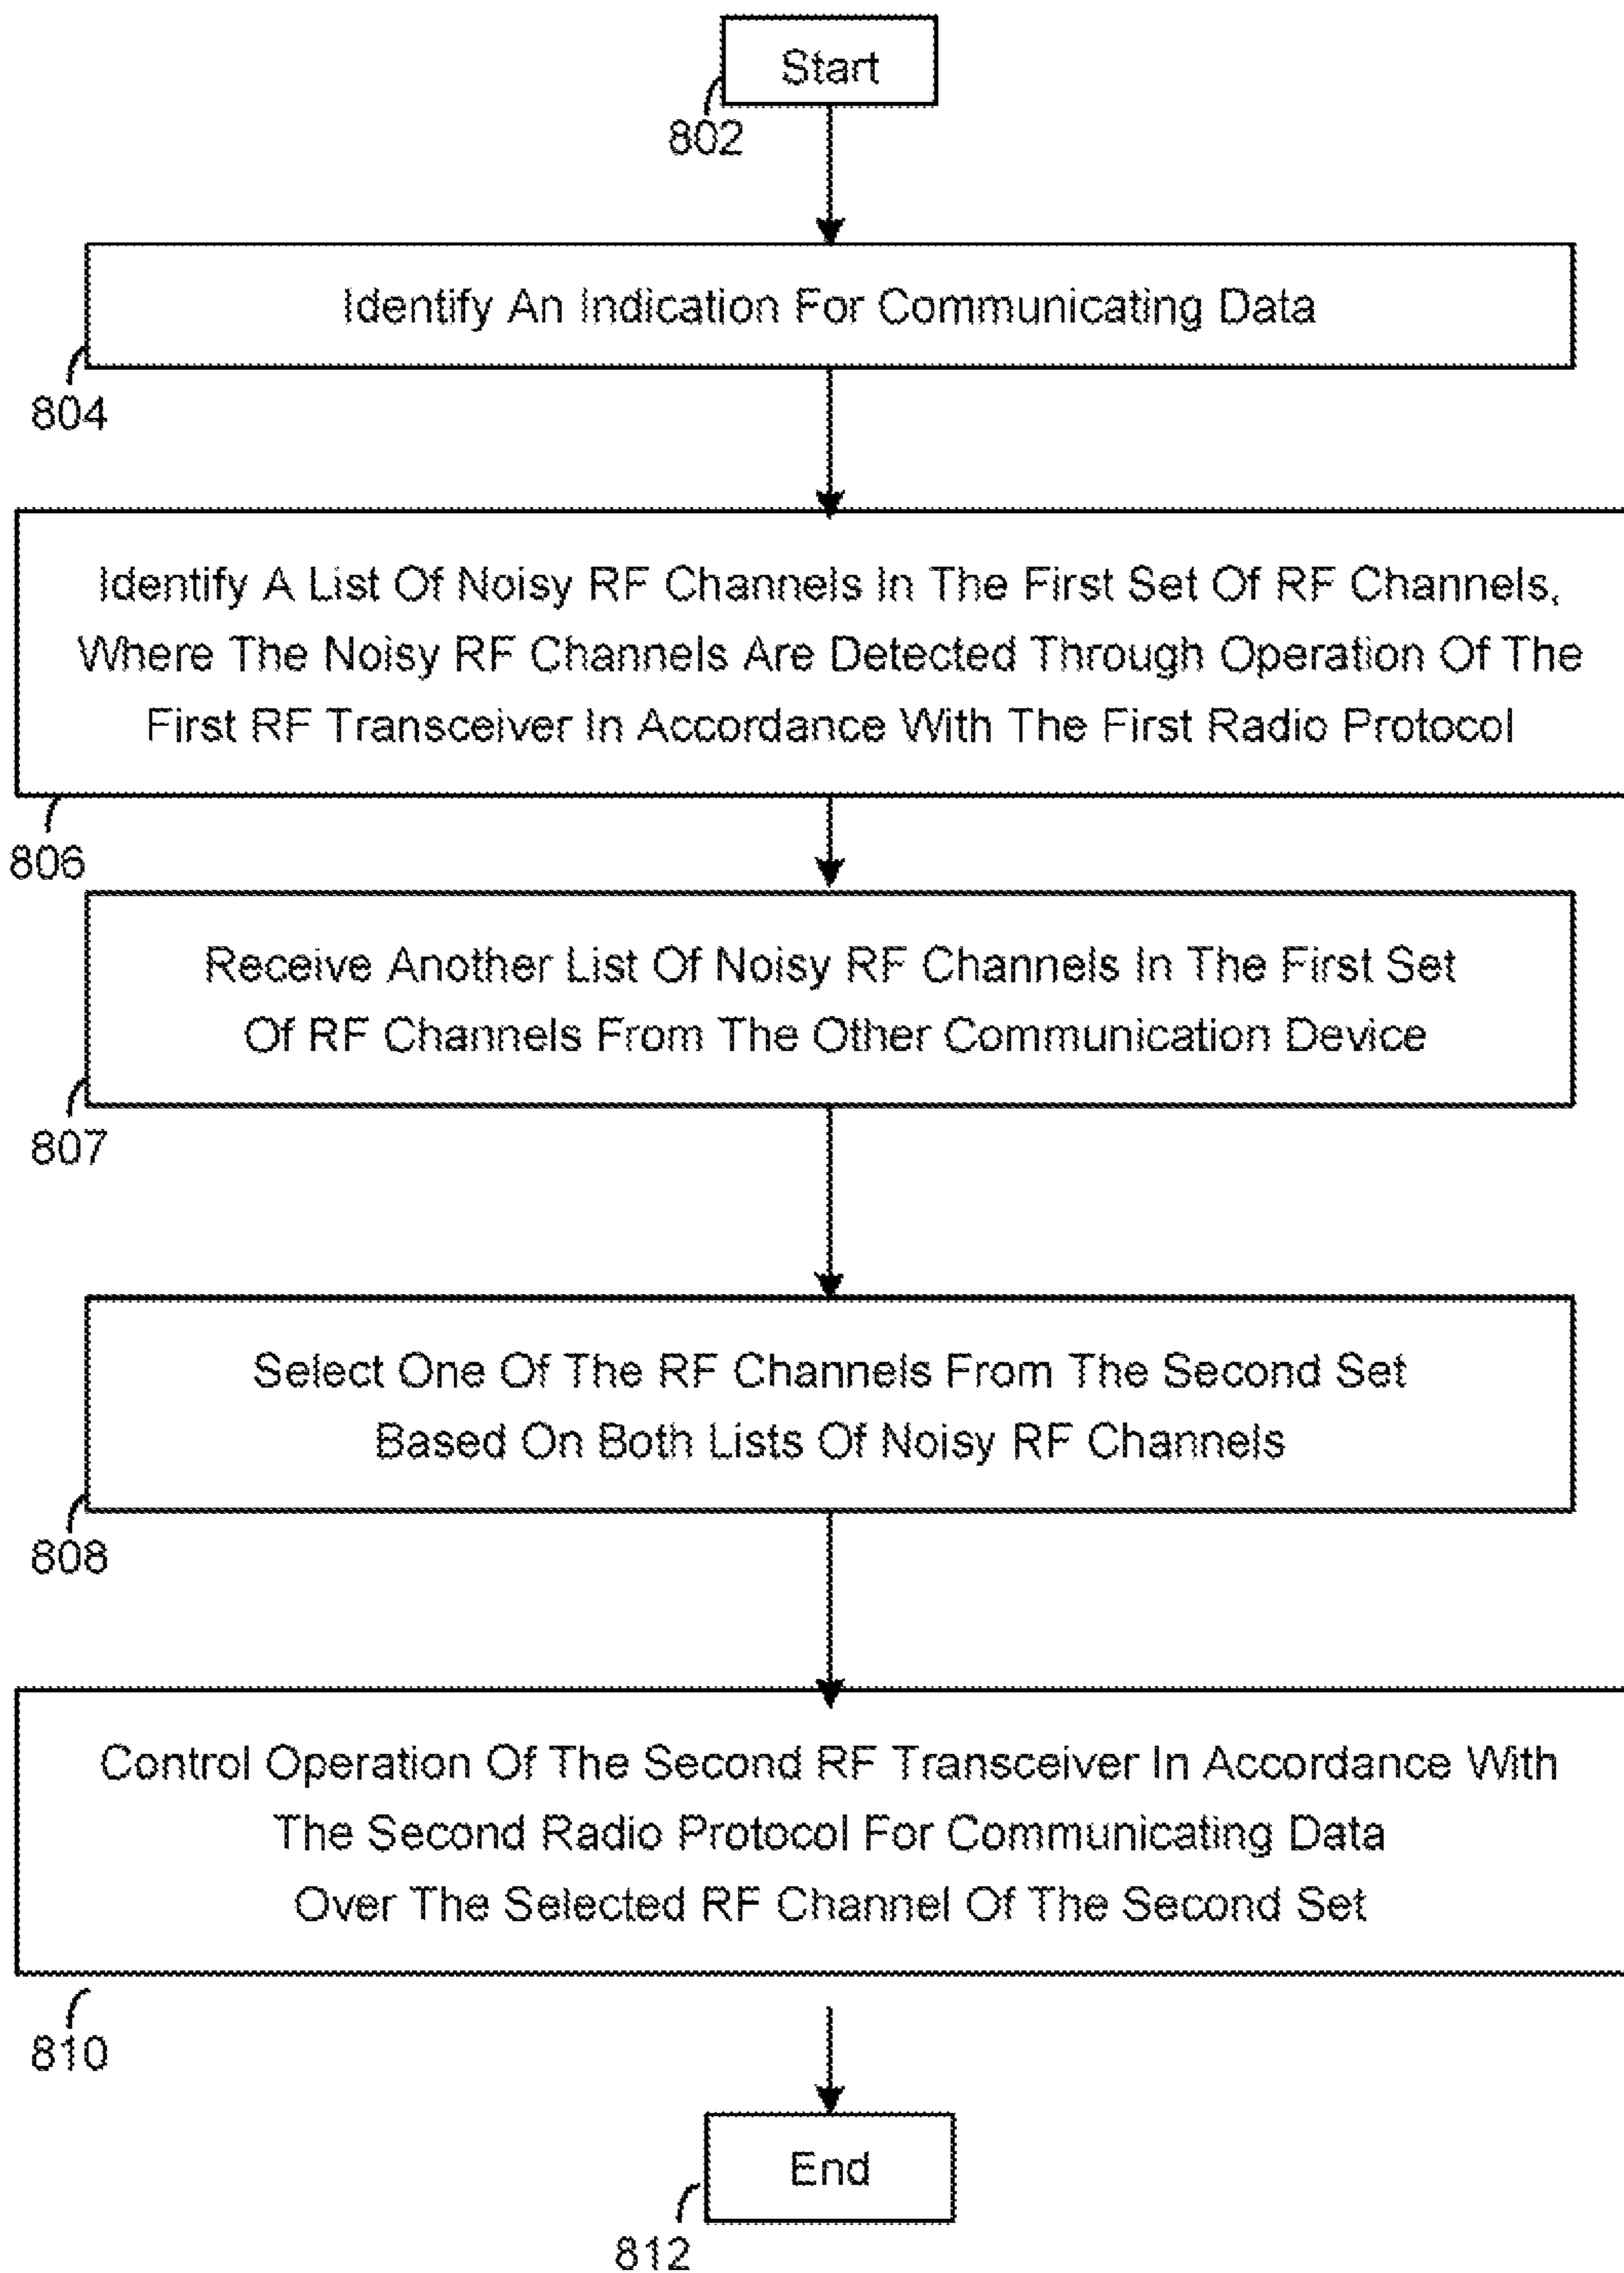 Start
802
Identify An Indication For Communicating Data
804
Identify A List Of Noisy RF Channels In The First Set Of RF Channels,
Where The Noisy RF Channels Are Detected Through Operation Of The
First RF Transceiver In Accordance With The First Radio Protocol
806
Receive Another List Of Noisy RF Channels In The First Set
Of RF Channels From The Other Communication Device
807
Select One Of The RF Channels From The Second Set
Based On Both Lists Of Noisy RF Channels
808
Control Operation Of The Second RF Transceiver In Accordance With
The Second Radio Protocol For Communicating Data
Over The Selected RF Channel Of The Second Set
810
End
812